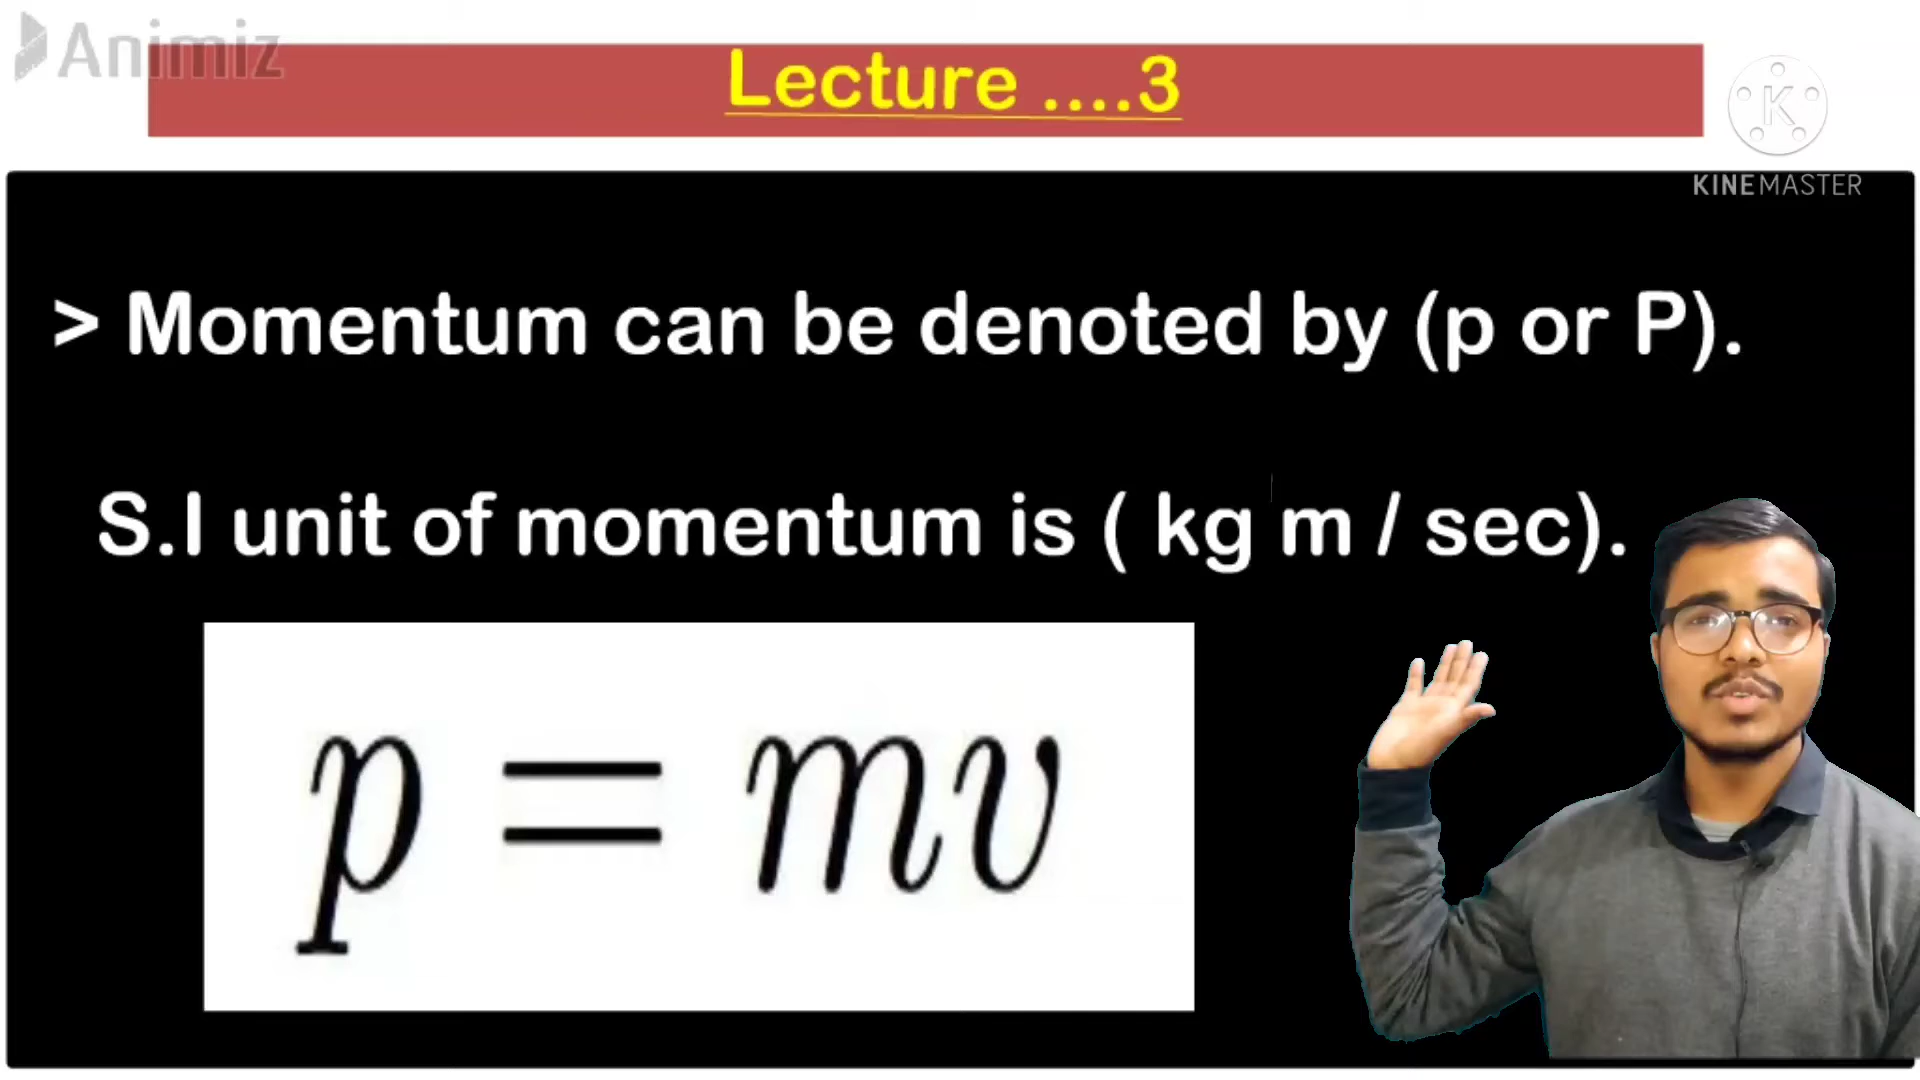 Animiz
Lecture ....3
K
KINEMASTER
> Momentum can be denoted by (p or P).
S.I unit of momentum is ( kg m / sec).
p = mv